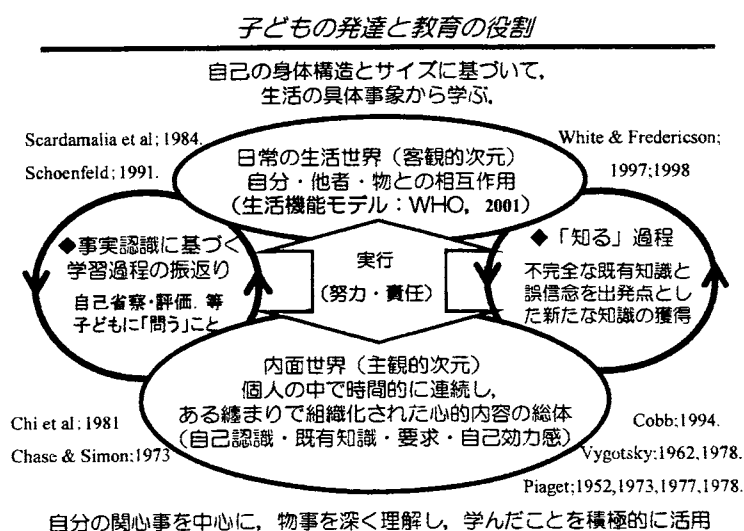 子どもの発達と教育の役割
自己の身体構造とサイズに基づいて,
生活の具体事象から学ぶ,
Scardamalia et al; 1984.
Schoenfeld; 1991.
White & Fredericson;
1997;1998
日常の生活世界（客観的次元）
自分・他者・物との相互作用
（生活機能モデル：WHO, 2001）
◆事実認識に基づく
学習過程の振返り
自己省察・評価, 等
子どもに「問う」こと
実行
（努力・責任）
◆「知る」過程
不完全な既有知識と
誤信念を出発点とし
た新たな知識の獲得
内面世界（主観的次元）
個人の中で時間的に連続し,
ある纏まりで組織化された心的内容の総体
（自己認識・既有知識・要求・自己効力感）
Chi et al; 1981
Chase & Simon;1973
Cobb;1994.
Vygotsky;1962,1978.
Piaget;1952,1973,1977,1978.
自分の関心事を中心に, 物事を深く理解し, 学んだことを積極的に活用